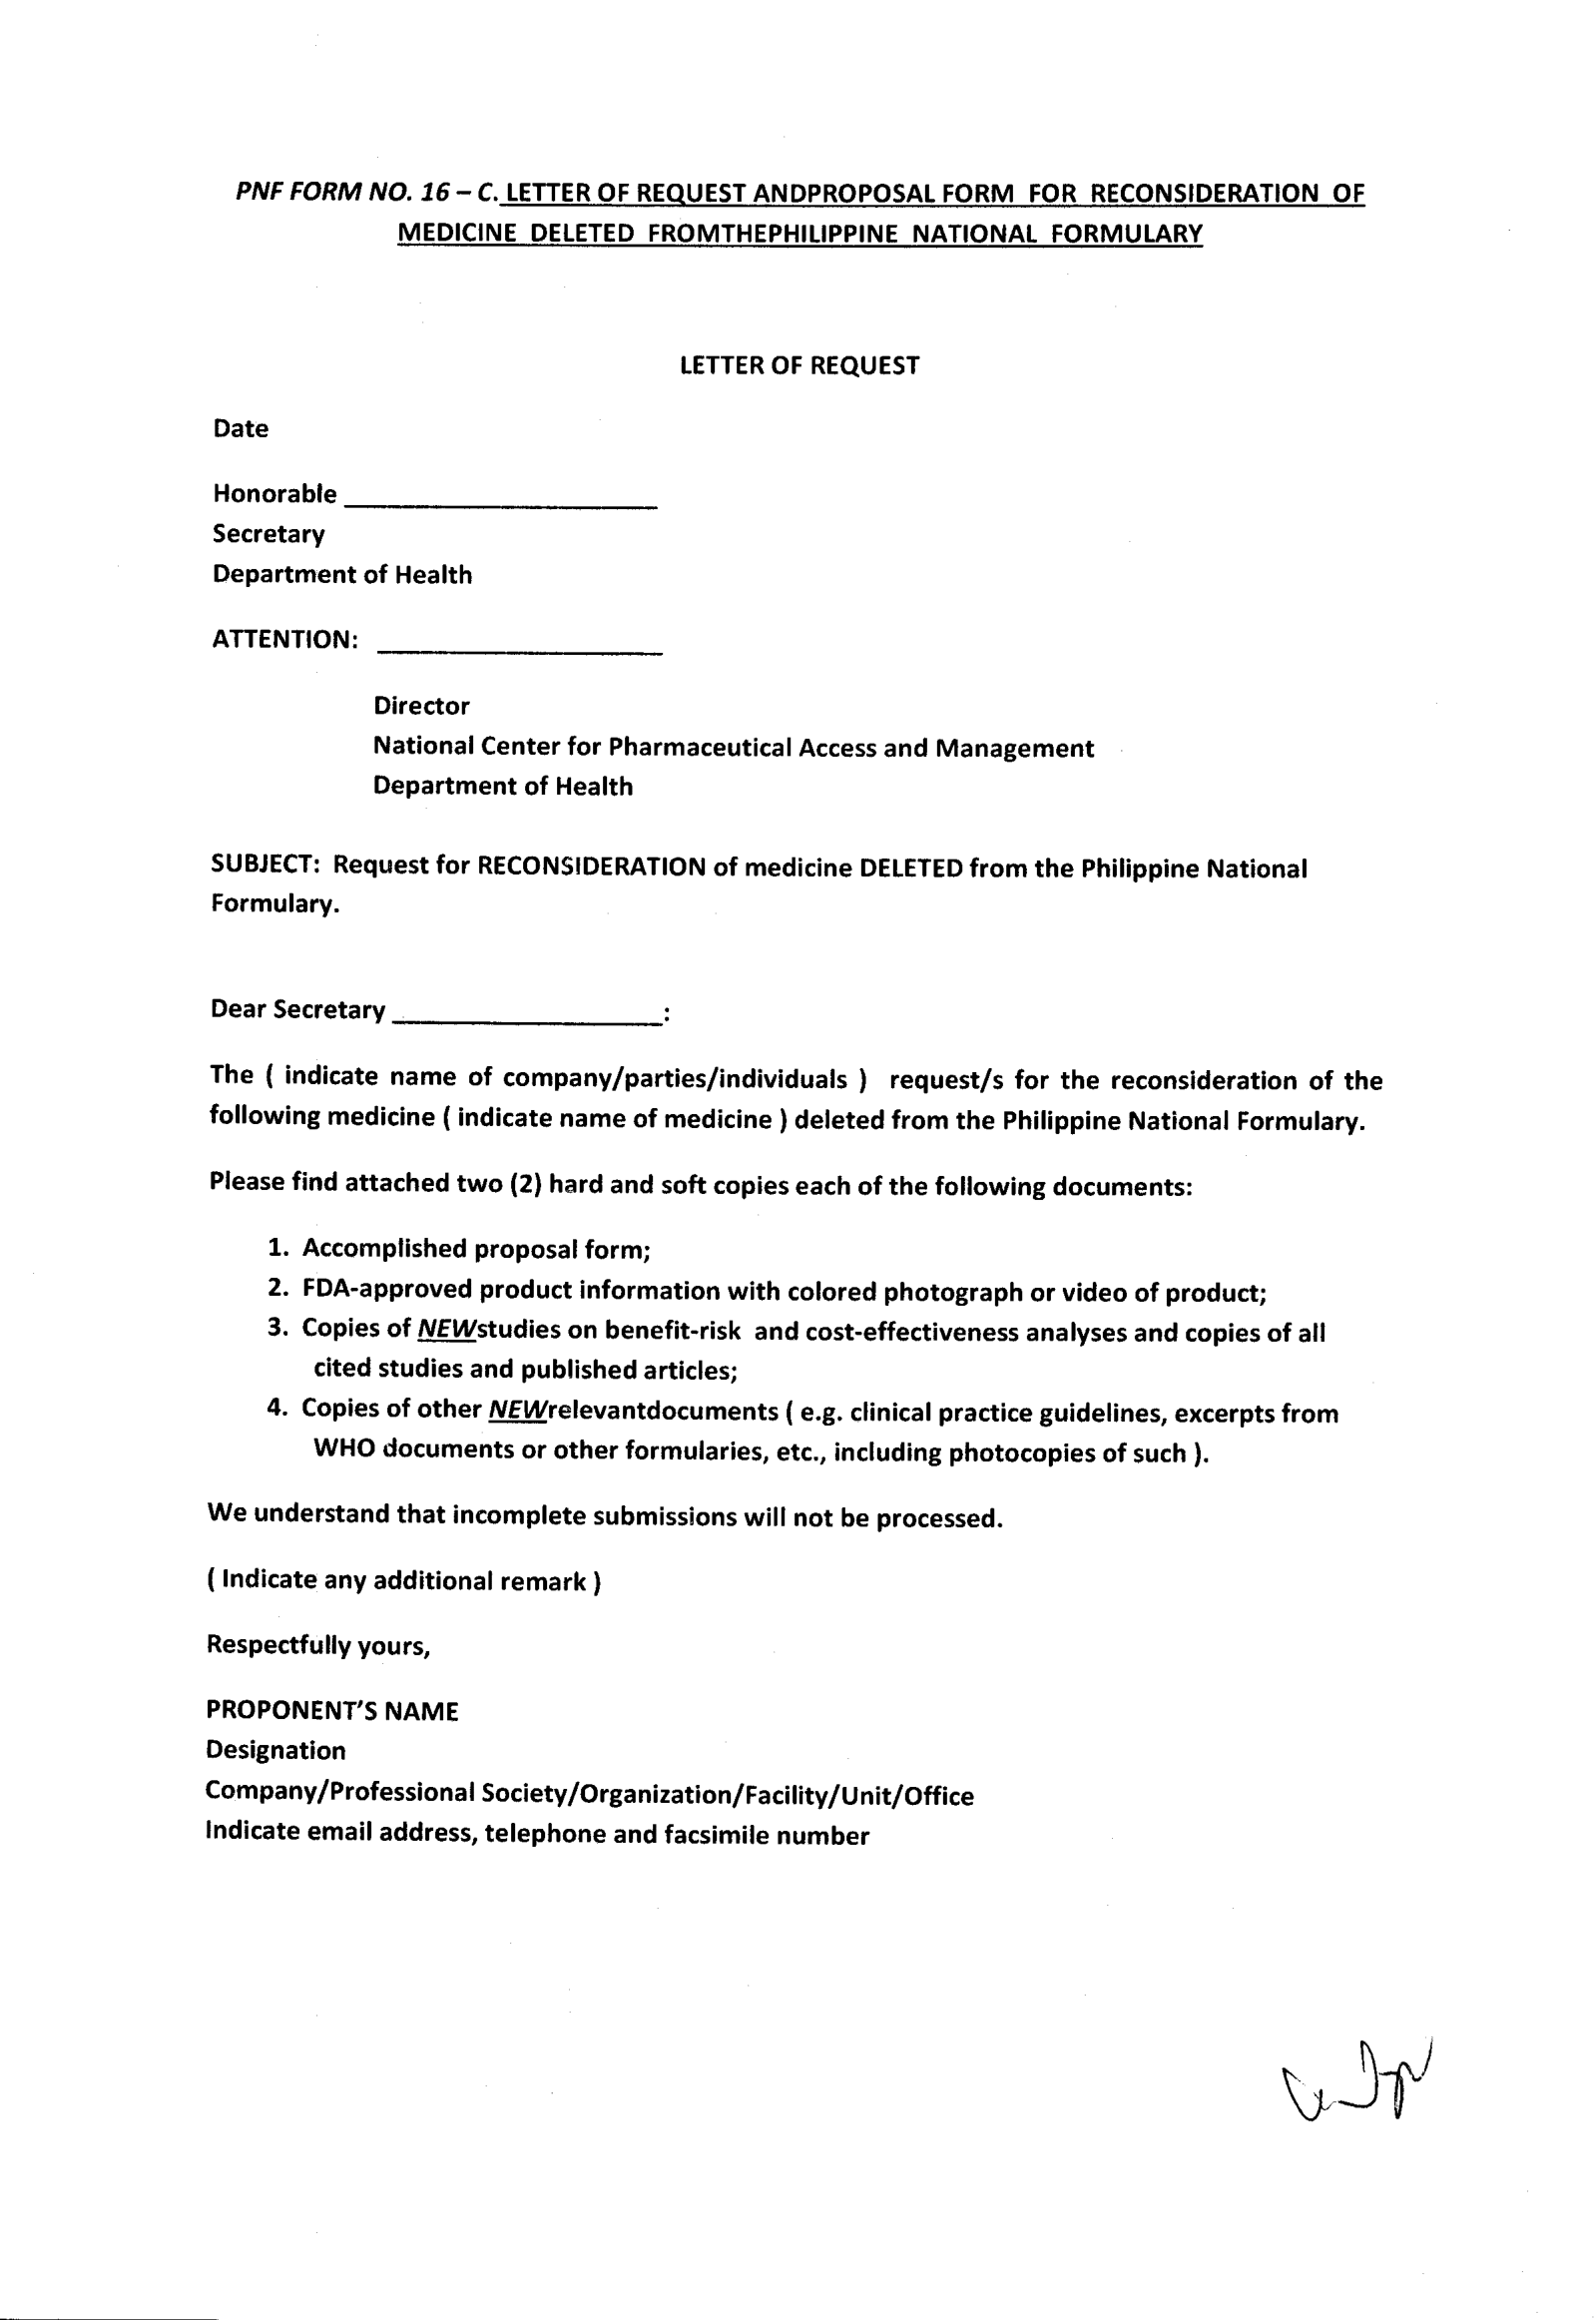 PNF FORM NO. 16 – C. LETTER OF REQUEST ANDPROPOSAL FORM FOR RECONSIDERATION OF
MEDICINE DELETED FROMTHEPHILIPPINE NATIONAL FORMULARY
LETTER OF REQUEST
Date
Honorable ____________________
Secretary
Department of Health
ATTENTION: ____________________
Director
National Center for Pharmaceutical Access and Management
Department of Health
SUBJECT: Request for RECONSIDERATION of medicine DELETED from the Philippine National
Formulary.
Dear Secretary ____________________:
The ( indicate name of company/parties/individuals ) request/s for the reconsideration of the
following medicine ( indicate name of medicine ) deleted from the Philippine National Formulary.
Please find attached two (2) hard and soft copies each of the following documents:
1. Accomplished proposal form;
2. FDA-approved product information with colored photograph or video of product;
3. Copies of NEWstudies on benefit-risk and cost-effectiveness analyses and copies of all
cited studies and published articles;
4. Copies of other NEWrelevantdocuments ( e.g. clinical practice guidelines, excerpts from
WHO documents or other formularies, etc., including photocopies of such ).
We understand that incomplete submissions will not be processed.
( Indicate any additional remark )
Respectfully yours,
PROPONENT'S NAME
Designation
Company/Professional Society/Organization/Facility/Unit/Office
Indicate email address, telephone and facsimile number